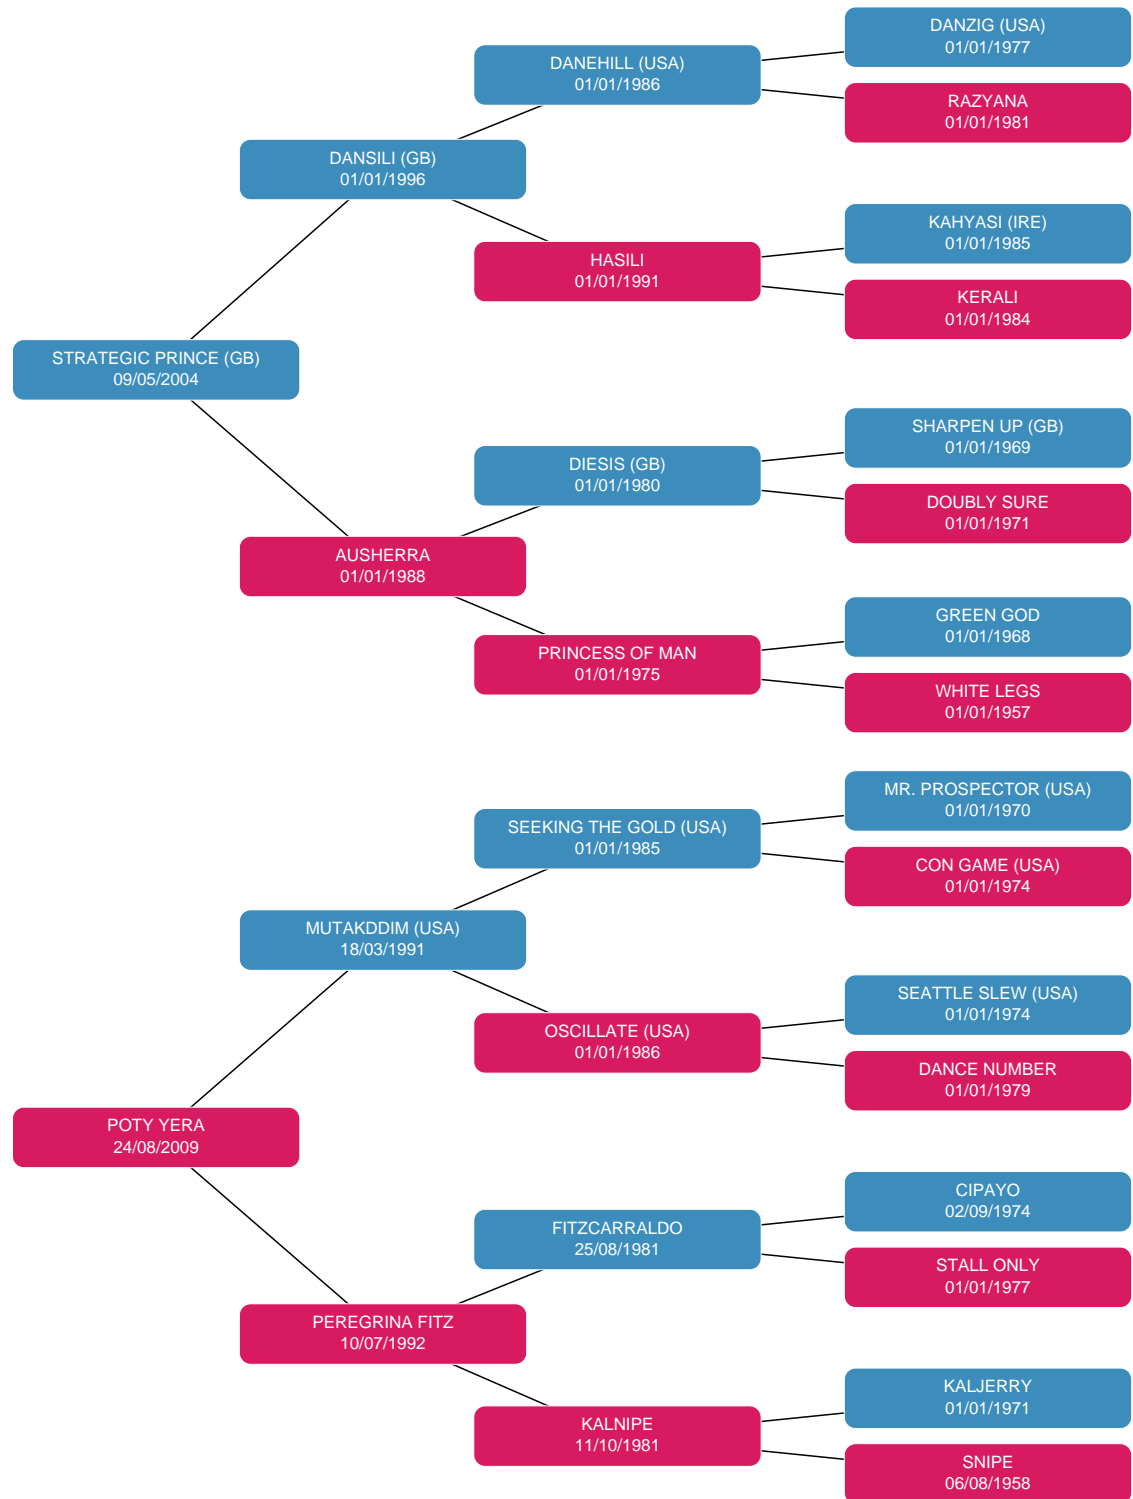 DANZIG (USA)
01/01/1977
DANEHILL (USA)
01/01/1986
RAZYANA
01/01/1981
DANSILI (GB)
01/01/1996
KAHYASI (IRE)
01/01/1985
HASILI
01/01/1991
KERALI
01/01/1984
STRATEGIC PRINCE (GB)
09/05/2004
SHARPEN UP (GB)
01/01/1969
DIESIS (GB)
01/01/1980
DOUBLY SURE
01/01/1971
AUSHERRA
01/01/1988
GREEN GOD
01/01/1968
PRINCESS OF MAN
01/01/1975
WHITE LEGS
01/01/1957
MR. PROSPECTOR (USA)
01/01/1970
SEEKING THE GOLD (USA)
01/01/1985
CON GAME (USA)
01/01/1974
MUTAKDDIM (USA)
18/03/1991
SEATTLE SLEW (USA)
01/01/1974
OSCILLATE (USA)
01/01/1986
DANCE NUMBER
01/01/1979
POTY YERA
24/08/2009
CIPAYO
02/09/1974
FITZCARRALDO
25/08/1981
STALL ONLY
01/01/1977
PEREGRINA FITZ
10/07/1992
KALJERRY
01/01/1971
KALNIPE
11/10/1981
SNIPE
06/08/1958